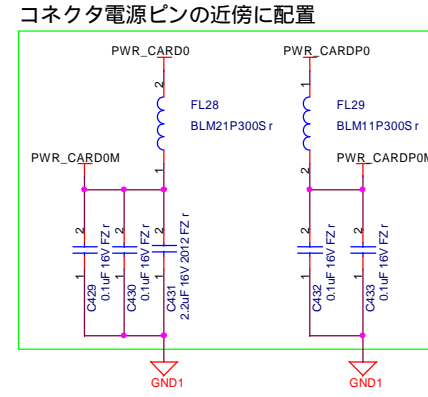 コネクタ電源ピンの近傍に配置
PWR_CARD0
PWR_CARDP0
2
1
FL28
BLM21P300S r
FL29
BLM11P300S r
1
2
PWR_CARD0M
PWR_CARDP0M
2
2
2
2
2
1
1
1
1
1
C429
0.1uF 16V FZ r
C430
0.1uF 16V FZ r
C431
2.2uF 16V 2012 FZ r
C432
0.1uF 16V FZ r
C433
0.1uF 16V FZ r
GND1
GND1